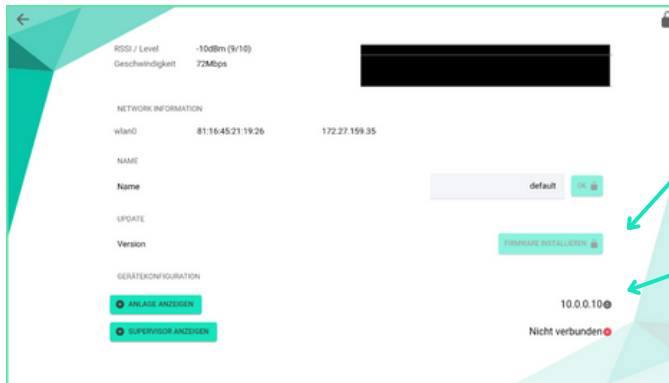 RSSI / Level -10dBm (9/10)
Geschwindigkeit 72Mbps
NETWORK INFORMATION
wlan0 81:16:45:21:19:26 172.27.159.35
NAME
Name default OK
UPDATE
Version FIRMWARE INSTALLIEREN
GERÄTEKONFIGURATION
ANLAGE ANZEIGEN 10.0.0.10
SUPERVISOR ANZEIGEN Nicht verbunden